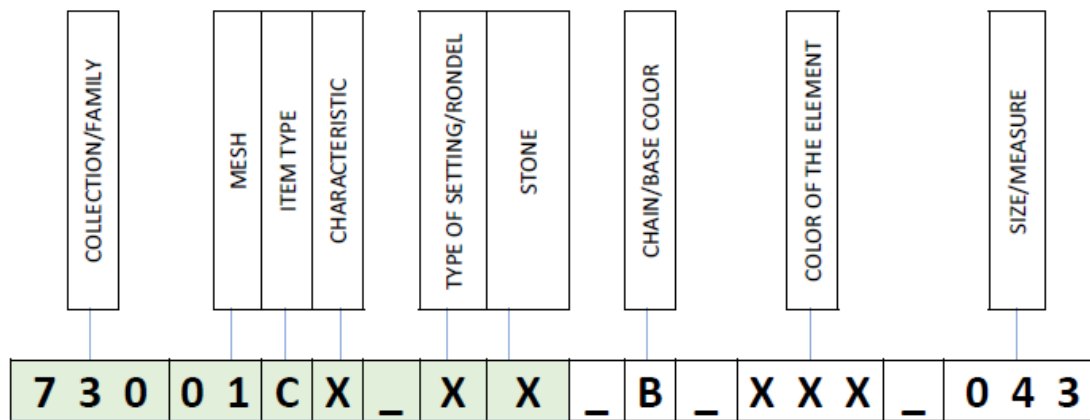 COLLECTION/FAMILY
MESH
ITEM TYPE
CHARACTERISTIC
TYPE OF SETTING/RONDEL
STONE
CHAIN/BASE COLOR
COLOR OF THE ELEMENT
SIZE/MEASURE
7 3 0 0 1 C X _ X X _ B _ X X X _ 0 4 3